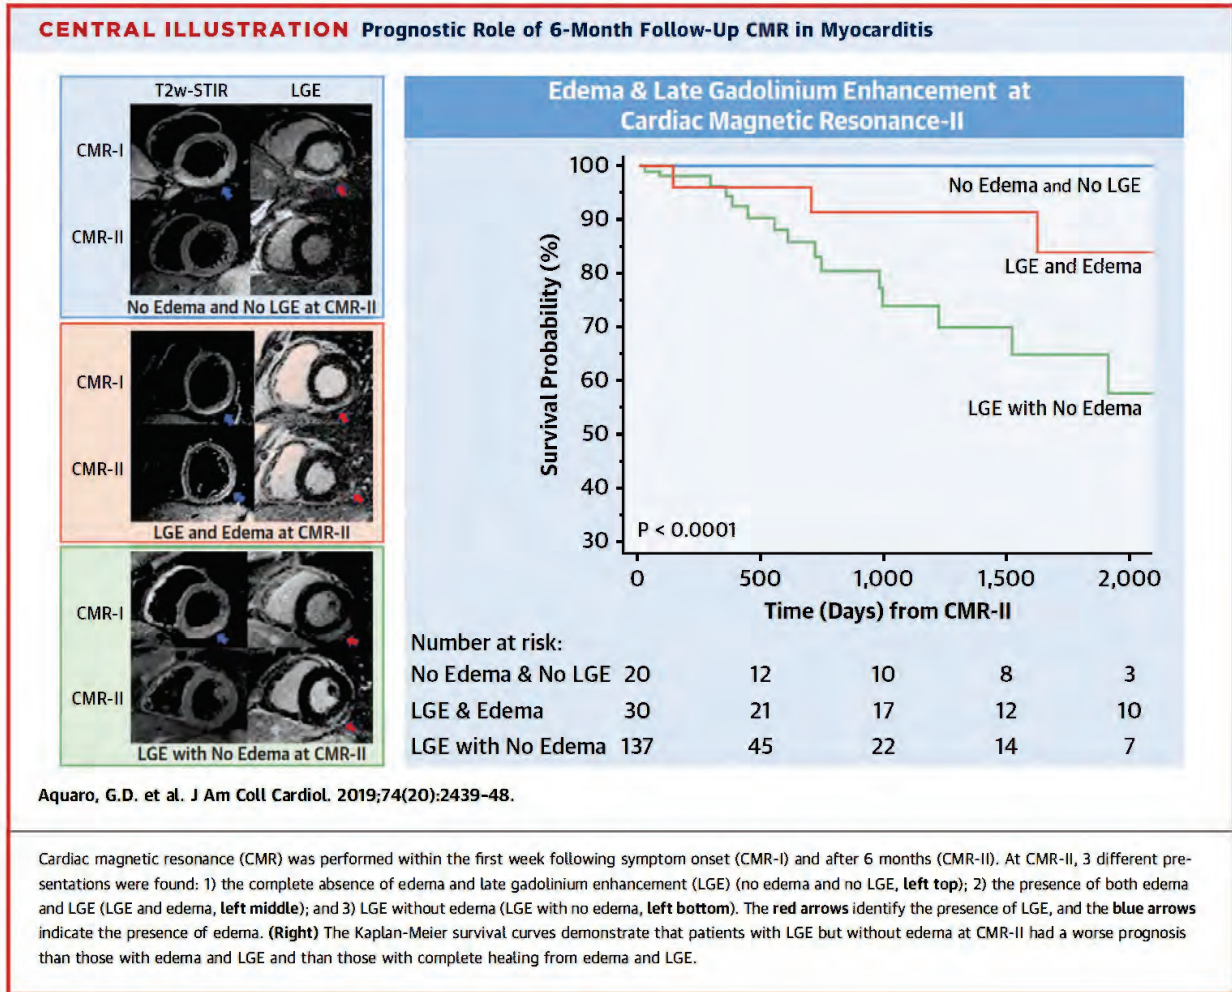 CENTRAL ILLUSTRATION Prognostic Role of 6-Month Follow-Up CMR in Myocarditis
T2w-STIR LGE
CMR-I
CMR-II
No Edema and No LGE at CMR-II
CMR-I
CMR-II
LGE and Edema at CMR-II
CMR-I
CMR-II
LGE with No Edema at CMR-II
Edema & Late Gadolinium Enhancement at
Cardiac Magnetic Resonance-II
Survival Probability (%)
100
90
80
70
60
50
40
30
No Edema and No LGE
LGE and Edema
LGE with No Edema
P < 0.0001
0 500 1,000 1,500 2,000
Time (Days) from CMR-II
Number at risk:
No Edema & No LGE 20 12 10 8 3
LGE & Edema 30 21 17 12 10
LGE with No Edema 137 45 22 14 7
Aquaro, G.D. et al. J Am Coll Cardiol. 2019;74(20):2439–48.
Cardiac magnetic resonance (CMR) was performed within the first week following symptom onset (CMR-I) and after 6 months (CMR-II). At CMR-II, 3 different pre-
sentations were found: 1) the complete absence of edema and late gadolinium enhancement (LGE) (no edema and no LGE, left top); 2) the presence of both edema
and LGE (LGE and edema, left middle); and 3) LGE without edema (LGE with no edema, left bottom). The red arrows identify the presence of LGE, and the blue arrows
indicate the presence of edema. (Right) The Kaplan-Meier survival curves demonstrate that patients with LGE but without edema at CMR-II had a worse prognosis
than those with edema and LGE and than those with complete healing from edema and LGE.